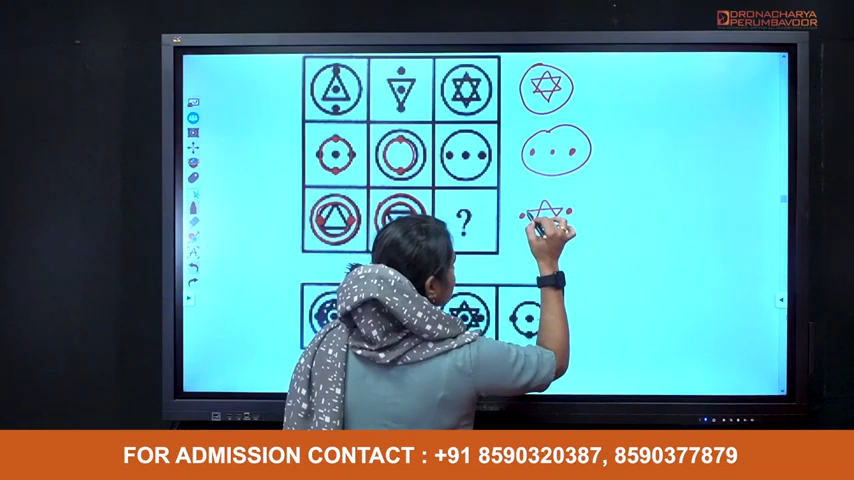 DRONACHARYA
PERUMBAVOOR
?
FOR ADMISSION CONTACT : +91 8590320387, 8590377879